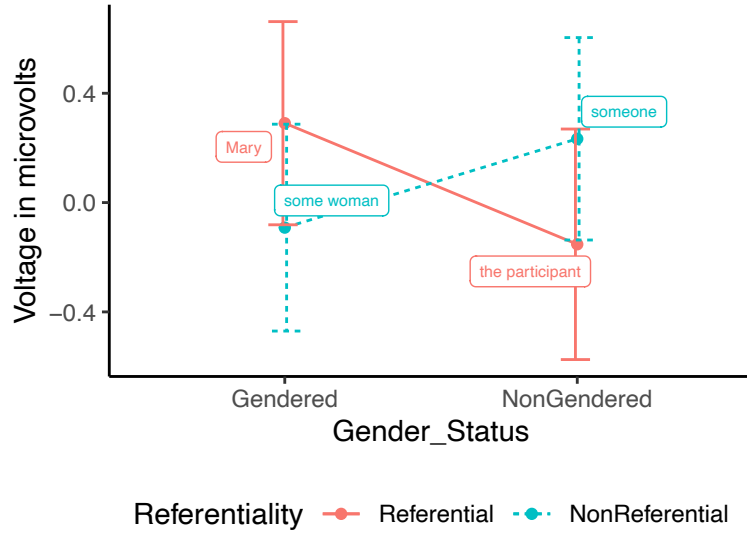 Voltage in microvolts
0.4
0.0
−0.4
Mary
some woman
someone
the participant
Gendered
NonGendered
Gender_Status
Referentiality
Referential
NonReferential